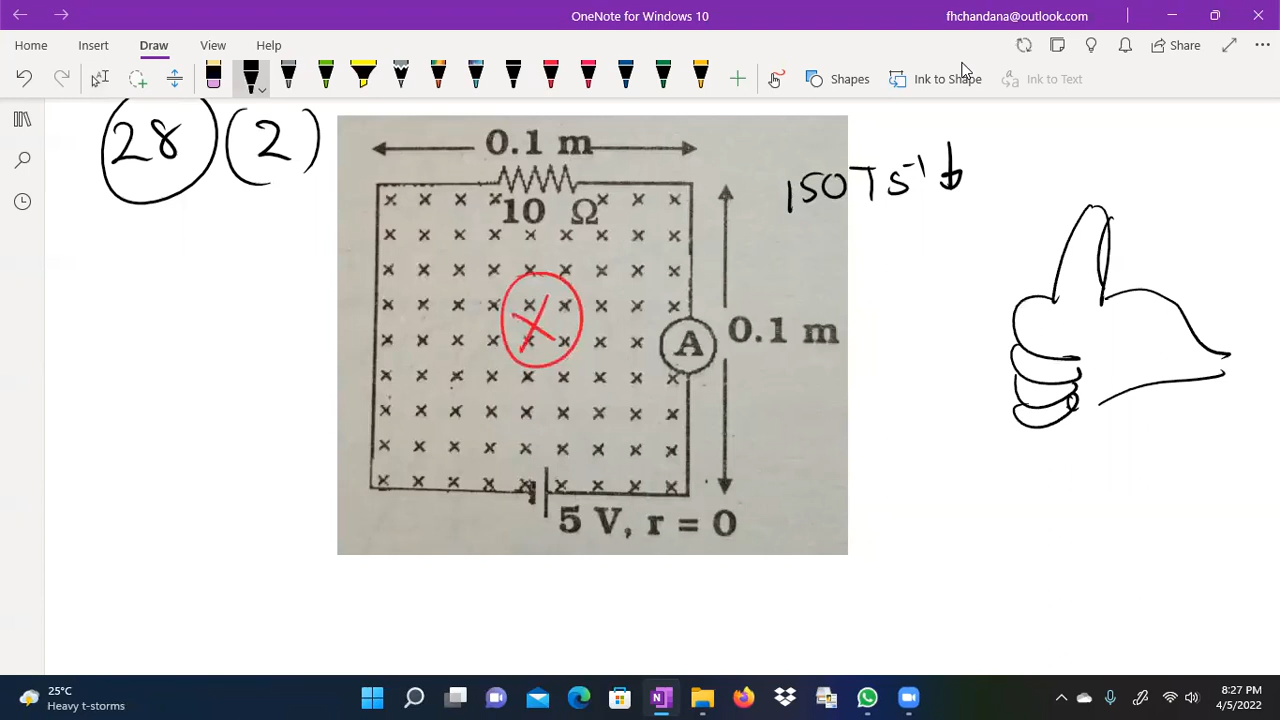 OneNote for Windows 10
fhchandana@outlook.com
Home Insert Draw View Help
Share
Shapes
Ink to Shape
Ink to Text
28 (2)
0.1 m
10 Ω
150 T s⁻¹ ↓
X
A
0.1 m
5 V, r = 0
25°C
Heavy t-storms
8:27 PM
4/5/2022